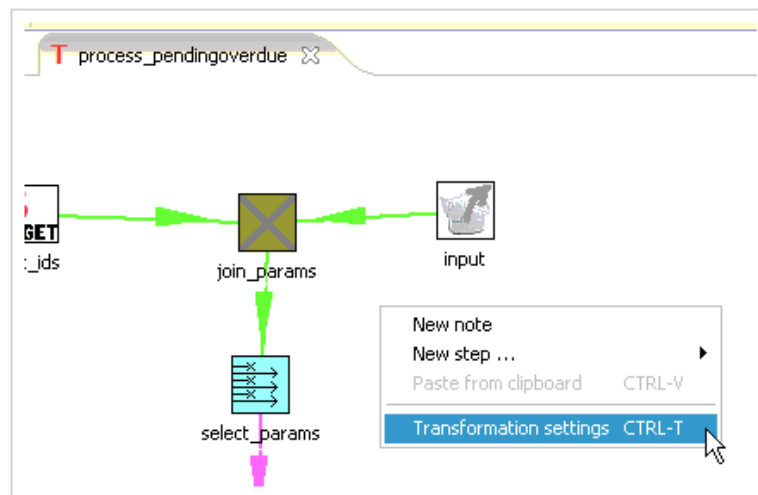 process_pendingoverdue
GET
_ids
join_params
input
New note
New step ...
Paste from clipboard CTRL-V
Transformation settings CTRL-T
select_params